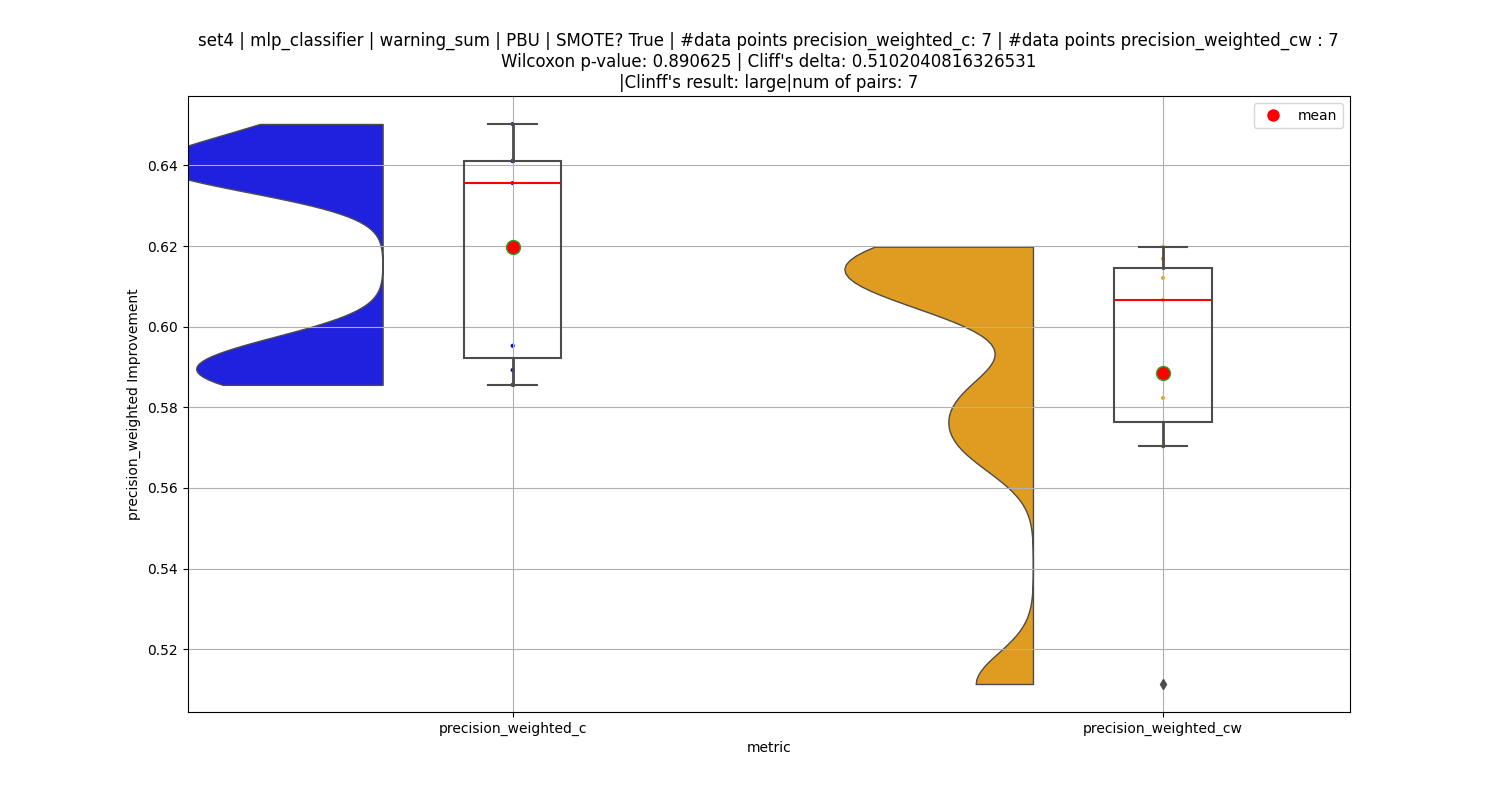 set4 | mlp_classifier | warning_sum | PBU | SMOTE? True | #data points precision_weighted_c: 7 | #data points precision_weighted_cw : 7
Wilcoxon p-value: 0.890625 | Cliff's delta: 0.5102040816326531
|Clinff's result: large|num of pairs: 7
mean
0.64
0.62
0.60
0.58
0.56
0.54
0.52
precision_weighted Improvement
precision_weighted_c
precision_weighted_cw
metric